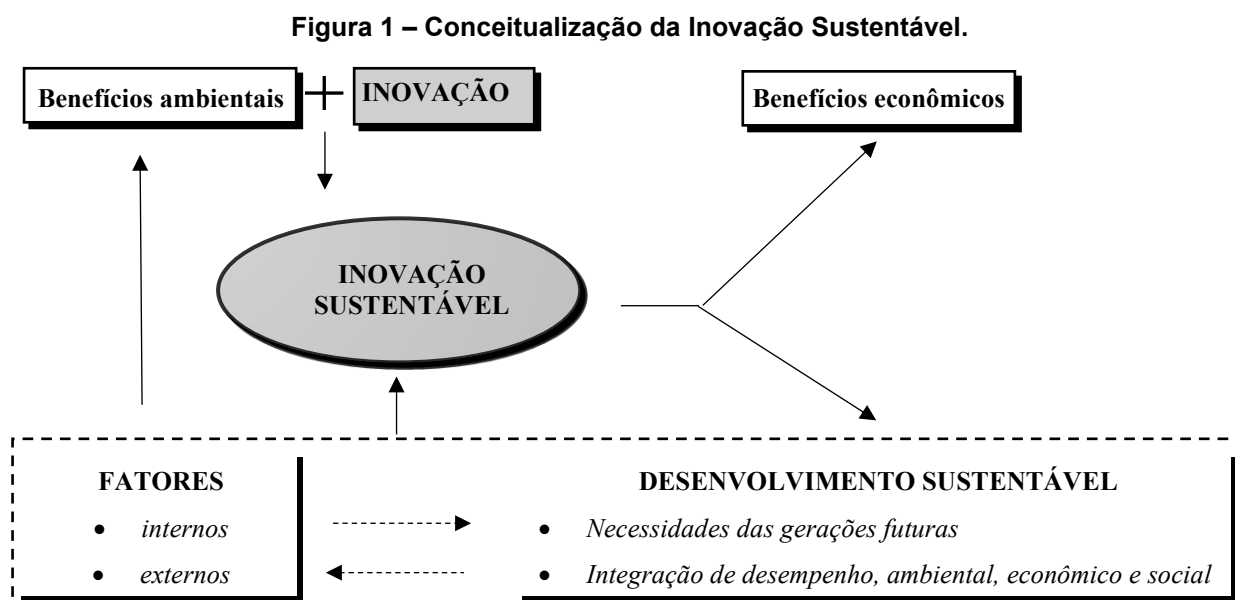 Figura 1 – Conceitualização da Inovação Sustentável.
Benefícios ambientais + INOVAÇÃO
Benefícios econômicos
INOVAÇÃO
SUSTENTÁVEL
FATORES
• internos
• externos
DESENVOLVIMENTO SUSTENTÁVEL
• Necessidades das gerações futuras
• Integração de desempenho, ambiental, econômico e social